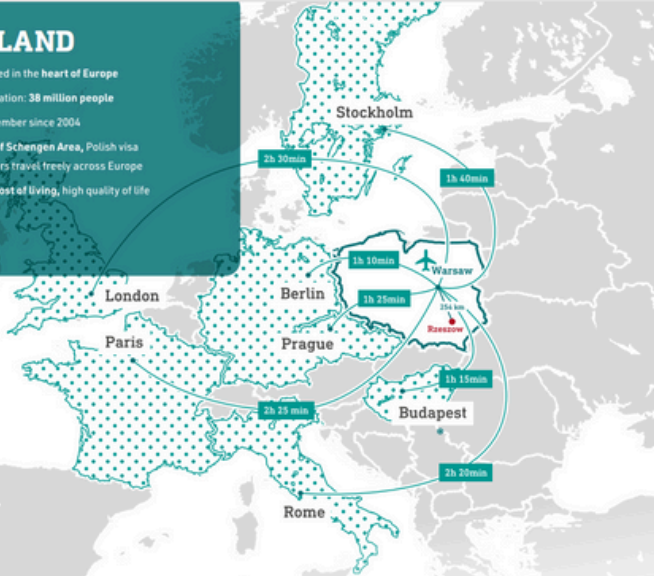 LAND
ed in the heart of Europe
ation: 38 million people
ember since 2004
f Schengen Area, Polish visa
rs travel freely across Europe
ost of living, high quality of life
Stockholm
2h 30min
1h 40min
1h 10min
Warsaw
Berlin
London
1h 25min
254 km
Rzeszow
Paris
Prague
1h 15min
2h 25 min
Budapest
2h 20min
Rome